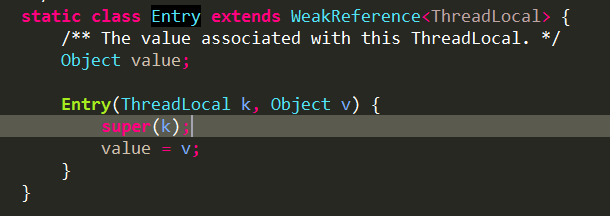 static class Entry extends WeakReference<ThreadLocal> {
/** The value associated with this ThreadLocal. */
Object value;
Entry(ThreadLocal k, Object v) {
super(k);
value = v;
}
}